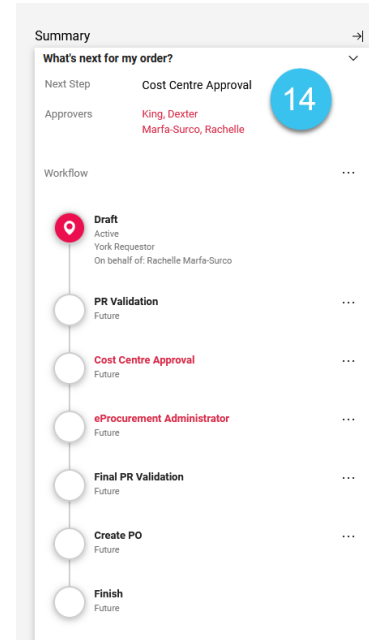 Summary
What's next for my order?
Next Step Cost Centre Approval
14
Approvers King, Dexter
Marfa-Surco, Rachelle
Workflow
Draft
Active
York Requestor
On behalf of: Rachelle Marfa-Surco
PR Validation
Future
Cost Centre Approval
Future
eProcurement Administrator
Future
Final PR Validation
Future
Create PO
Future
Finish
Future